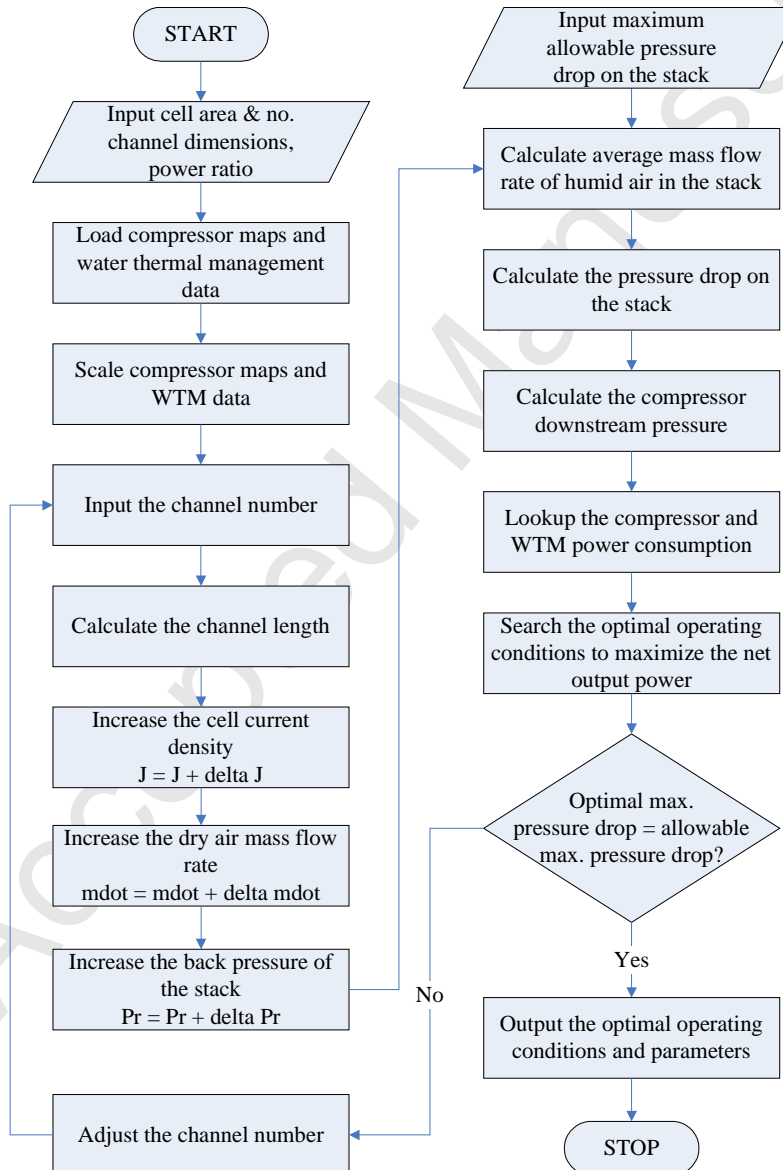 START
Input cell area & no.
channel dimensions,
power ratio
Load compressor maps and
water thermal management
data
Scale compressor maps and
WTM data
Input the channel number
Calculate the channel length
Increase the cell current
density
J = J + delta J
Increase the dry air mass flow
rate
mdot = mdot + delta mdot
Increase the back pressure of
the stack
Pr = Pr + delta Pr
Adjust the channel number
Input maximum
allowable pressure
drop on the stack
Calculate average mass flow
rate of humid air in the stack
Calculate the pressure drop on
the stack
Calculate the compressor
downstream pressure
Lookup the compressor and
WTM power consumption
Search the optimal operating
conditions to maximize the net
output power
Optimal max.
pressure drop = allowable
max. pressure drop?
No
Yes
Output the optimal operating
conditions and parameters
STOP
Accepted Manus